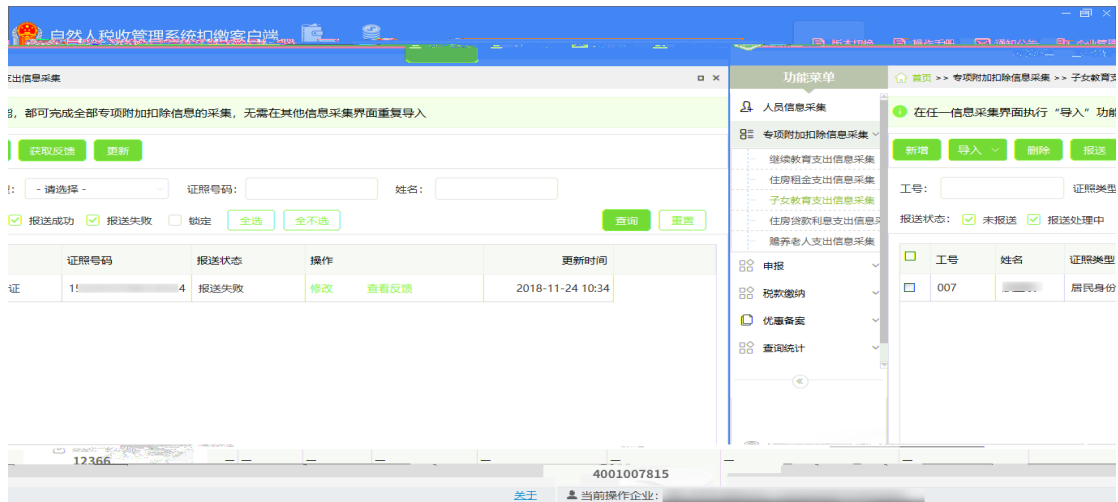 自然人税收管理系统扣缴客户端
版本切换 操作手册 通知公告 企业管理
支出信息采集
能，都可完成全部专项附加扣除信息的采集，无需在其他信息采集界面重复导入
获取反馈 更新
- 请选择 - 证照号码： 姓名：
报送成功 报送失败 锁定 全选 全不选 查询 重置
证照号码 报送状态 操作 更新时间
证 15 4 报送失败 修改 查看反馈 2018-11-24 10:34
功能菜单
人员信息采集
专项附加扣除信息采集
继续教育支出信息采集
住房租金支出信息采集
子女教育支出信息采集
住房贷款利息支出信息采
赡养老人支出信息采集
申报
税款缴纳
优惠备案
查询统计
首页 >> 专项附加扣除信息采集 >> 子女教育支
在任一信息采集界面执行“导入”功能
新增 导入 删除 报送
工号： 证照类型
报送状态： 未报送 报送处理中
工号 姓名 证照类型
007 居民身份
12366
4001007815
关于 当前操作企业：